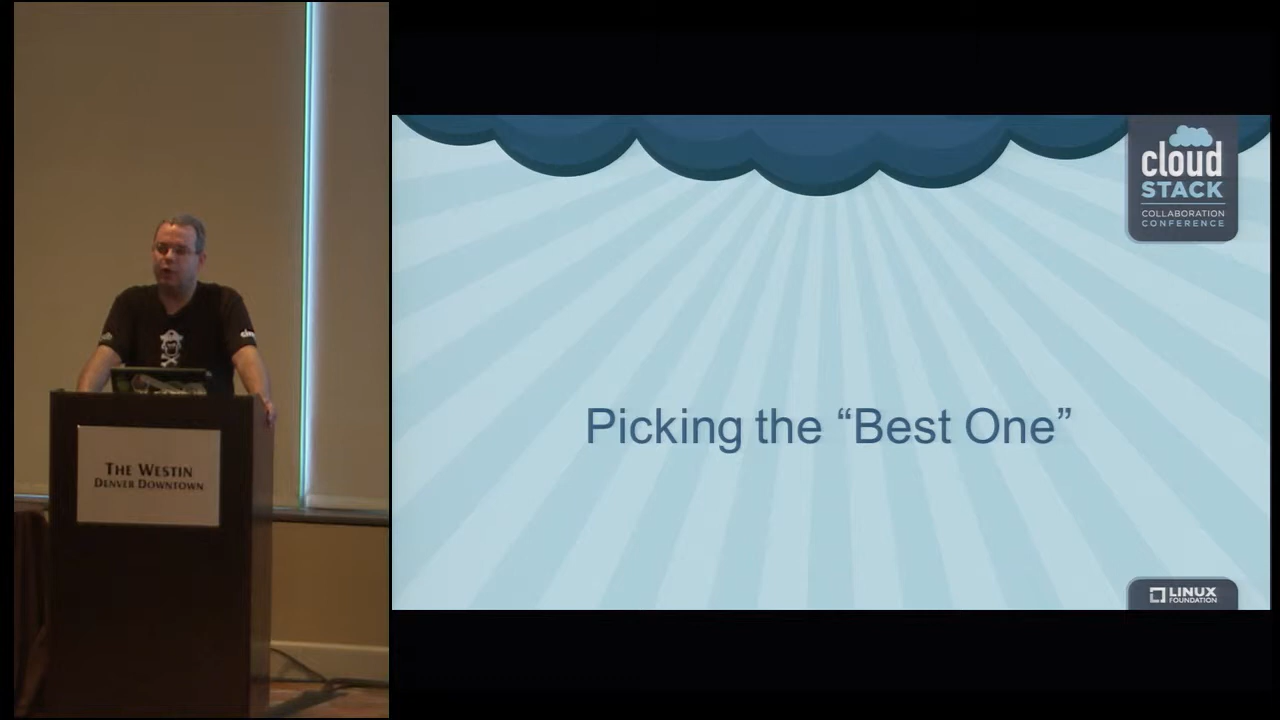 cloud
STACK
COLLABORATION
CONFERENCE
Picking the “Best One”
THE WESTIN
DENVER DOWNTOWN
LINUX
FOUNDATION